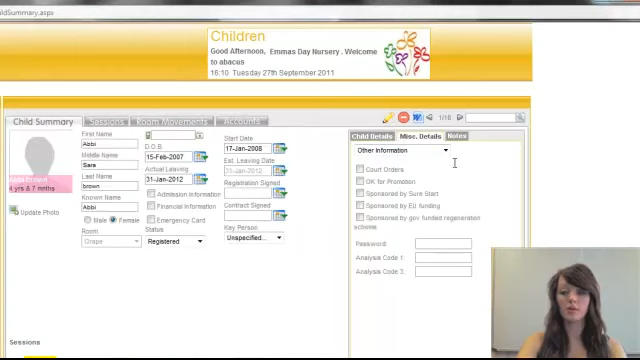 childSummary.aspx
Children
Good Afternoon, Emmas Day Nursery . Welcome
to abacus
16:10 Tuesday 27th September 2011
Child Summary
Sessions
Room Movements
Accounts
1/16
First Name
Abbi
Middle Name
Sara
Last Name
brown
Known Name
Abbi
Male
Female
Room
Grape
Abbi Brown
4 yrs & 7 mnths
Update Photo
D.O.B
15-Feb-2007
Actual Leaving
31-Jan-2012
Admission Information
Financial Information
Emergency Card
Status
Registered
Start Date
17-Jan-2008
Est. Leaving Date
31-Jan-2012
Registration Signed
Contract Signed
Key Person
Unspecified...
Child Details
Misc. Details
Notes
Other Information
Court Orders
OK for Promotion
Sponsored by Sure Start
Sponsored by EU funding
Sponsored by gov funded regeneration
scheme
Password:
Analysis Code 1:
Analysis Code 3:
Sessions